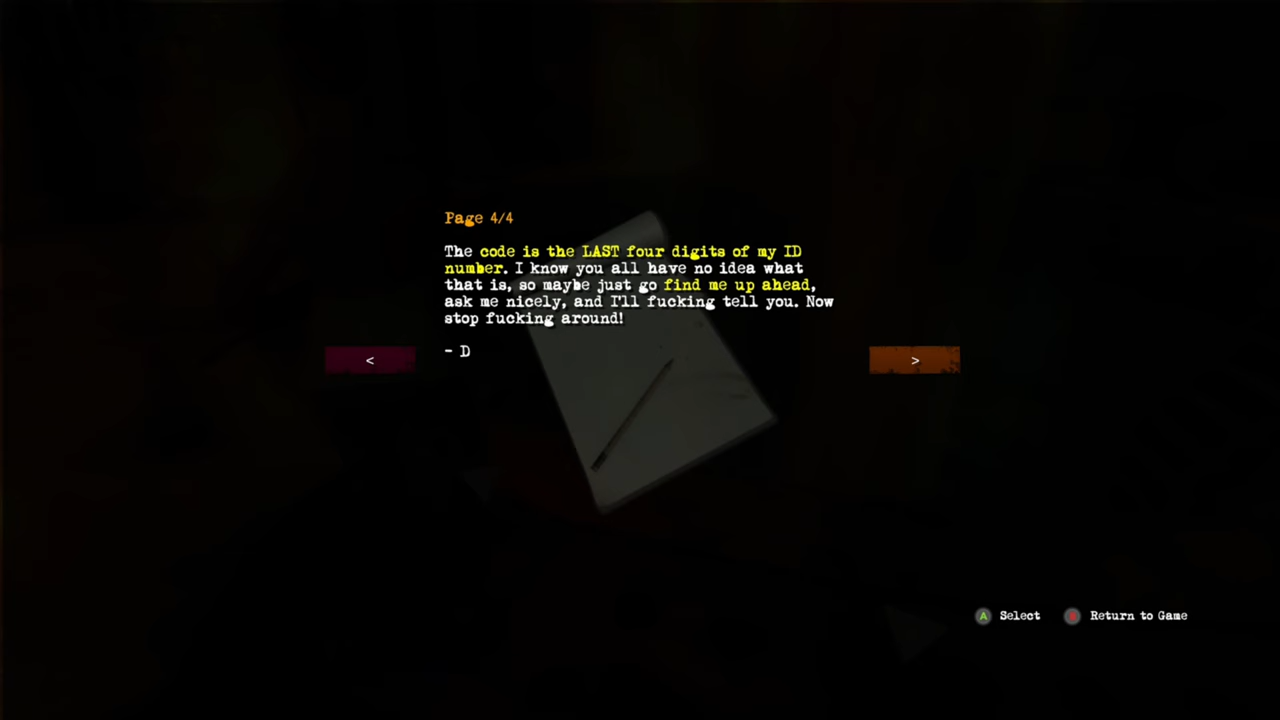 Page 4/4
The code is the LAST four digits of my ID
number. I know you all have no idea what
that is, so maybe just go find me up ahead,
ask me nicely, and I'll fucking tell you. Now
stop fucking around!
- D
< >
A Select B Return to Game